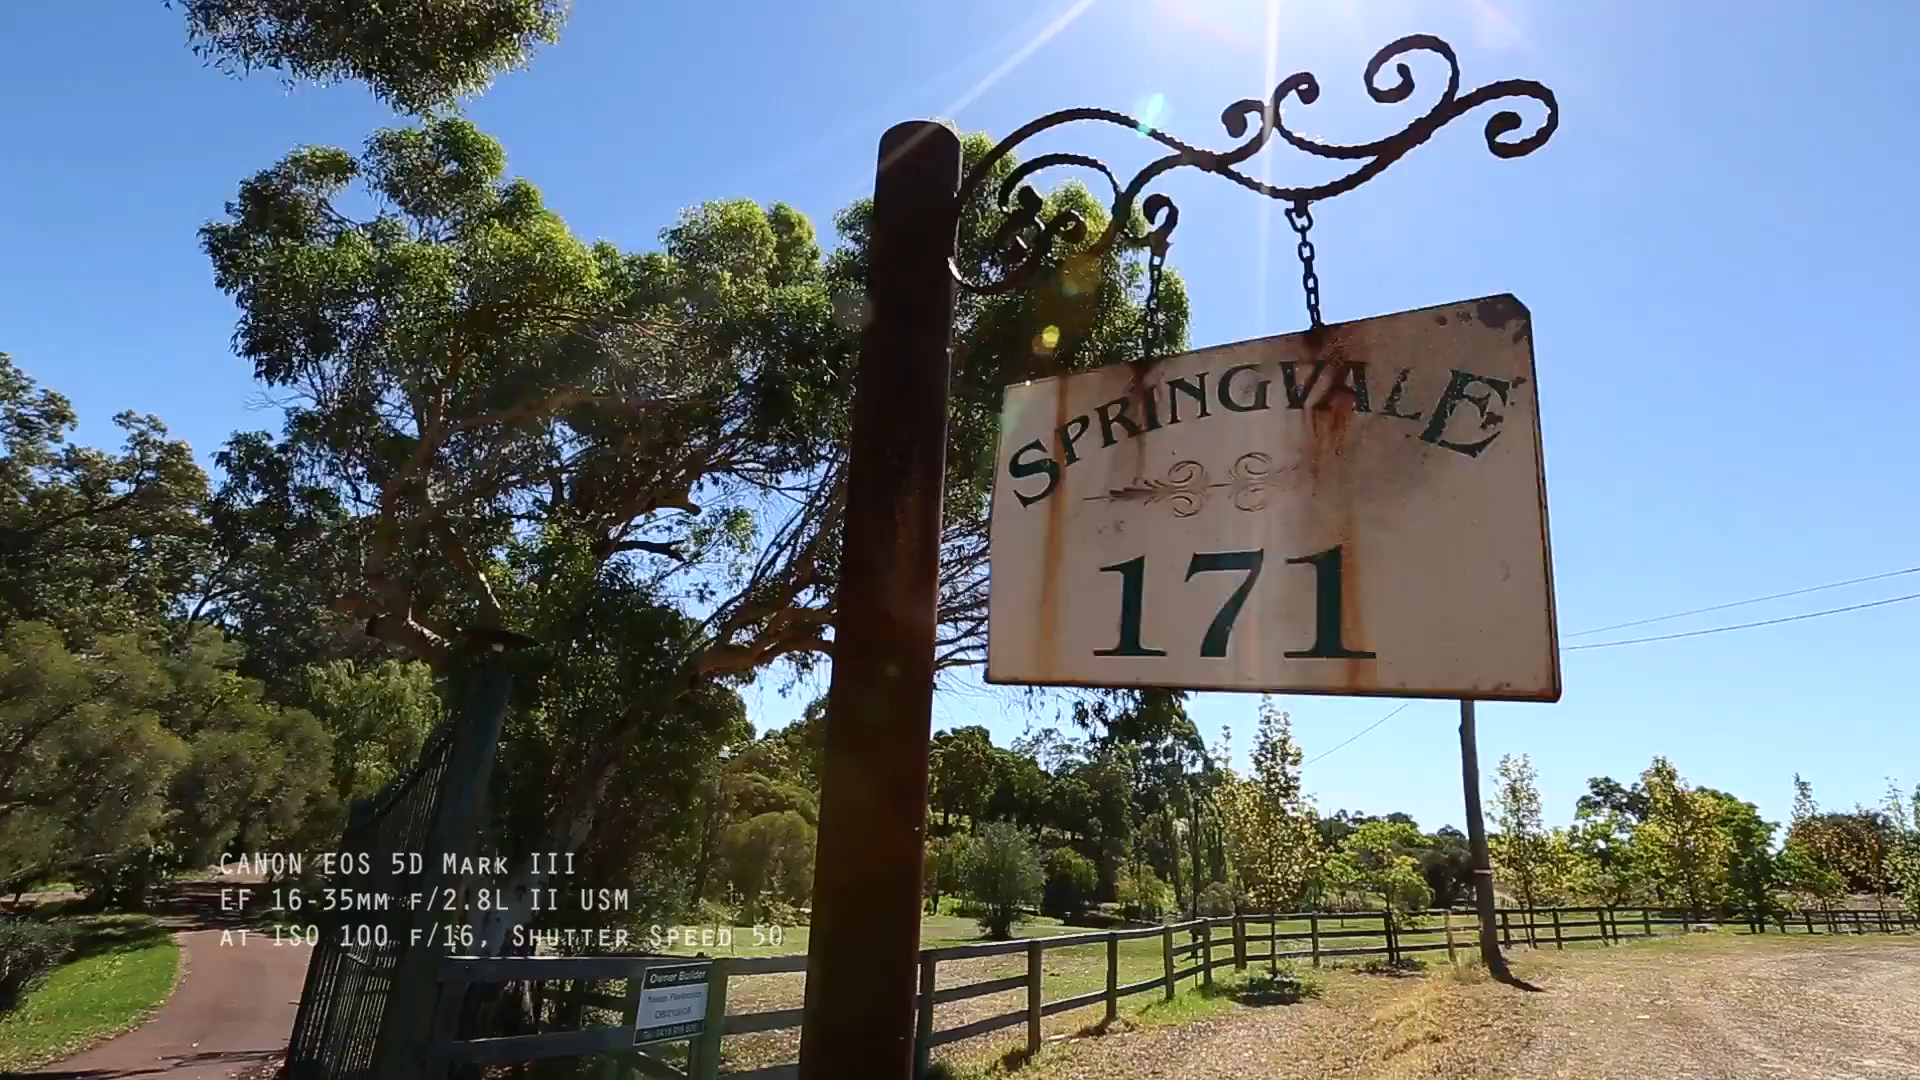 SPRINGVALE
171
CANON EOS 5D MARK III
EF 16-35MM F/2.8L II USM
AT ISO 100 F/16, SHUTTER SPEED 50
Owner Builder